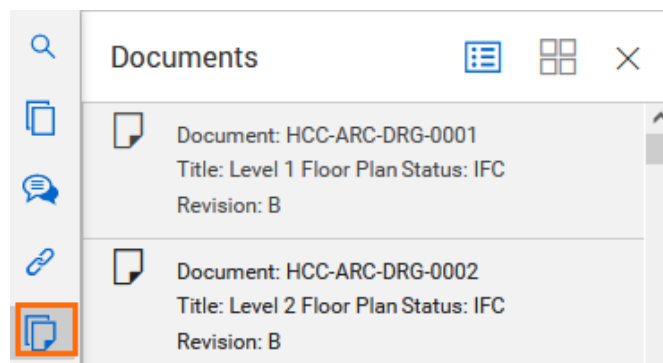 Documents
Document: HCC-ARC-DRG-0001
Title: Level 1 Floor Plan Status: IFC
Revision: B
Document: HCC-ARC-DRG-0002
Title: Level 2 Floor Plan Status: IFC
Revision: B